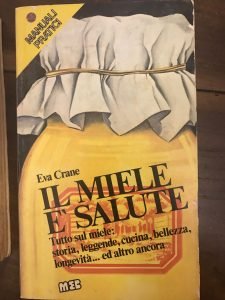 MANUALI
PRATICI
Eva Crane
IL MIELE
È SALUTE
Tutto sul miele:
storia, leggende, cucina, bellezza,
longevità... ed altro ancora
MEB